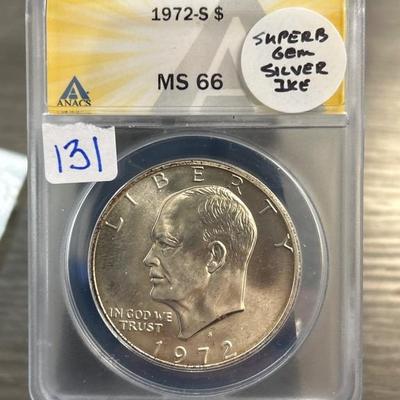 1972-S $
MS 66
ANACS
SUPERB
GEM
SILVER
IKE
131
LIBERTY
IN GOD WE
TRUST
S
1972